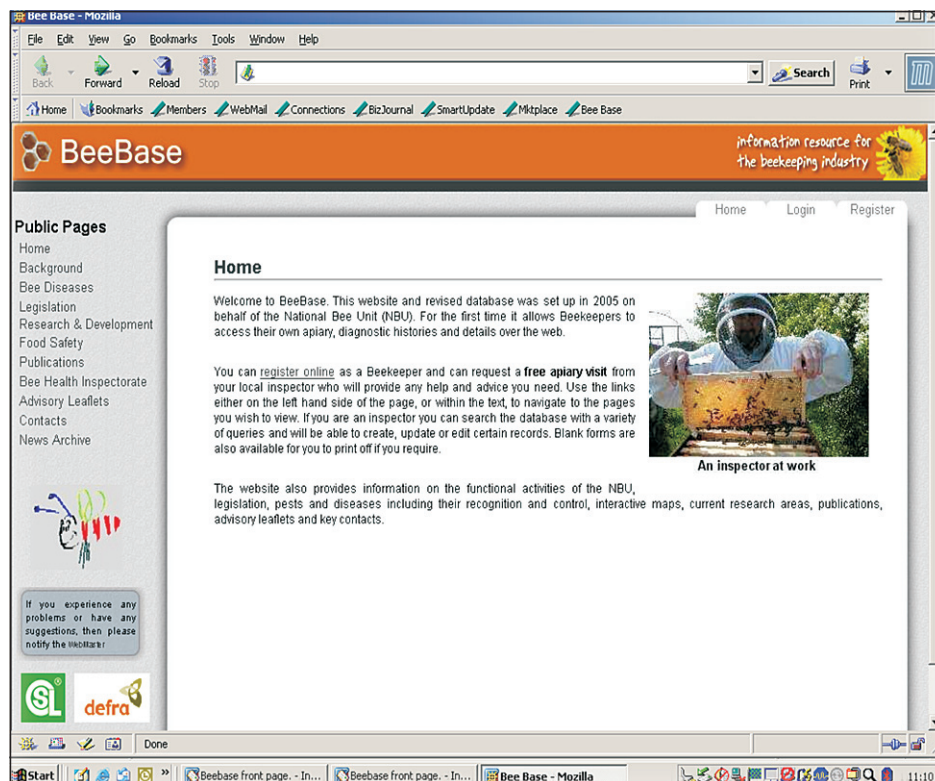 Bee Base - Mozilla
File Edit View Go Bookmarks Tools Window Help
Back Forward Reload Stop Search Print
Home Bookmarks Members WebMail Connections BizJournal SmartUpdate Mktplace Bee Base
BeeBase
information resource for
the beekeeping industry
Home Login Register
Public Pages
Home
Background
Bee Diseases
Legislation
Research & Development
Food Safety
Publications
Bee Health Inspectorate
Advisory Leaflets
Contacts
News Archive
If you experience any
problems or have any
suggestions, then please
notify the WebMaster
CSL®
defra
Home
Welcome to BeeBase. This website and revised database was set up in 2005 on
behalf of the National Bee Unit (NBU). For the first time it allows Beekeepers to
access their own apiary, diagnostic histories and details over the web.
You can register online as a Beekeeper and can request a free apiary visit from
your local inspector who will provide any help and advice you need. Use the links
either on the left hand side of the page, or within the text, to navigate to the pages
you wish to view. If you are an inspector you can search the database with a variety
of queries and will be able to create, update or edit certain records. Blank forms are
also available for you to print off if you require.
An inspector at work
The website also provides information on the functional activities of the NBU,
legislation, pests and diseases including their recognition and control, interactive maps, current research areas, publications,
advisory leaflets and key contacts.
Done
Start » Beebase front page. - In... Beebase front page. - In... Bee Base - Mozilla 11:10